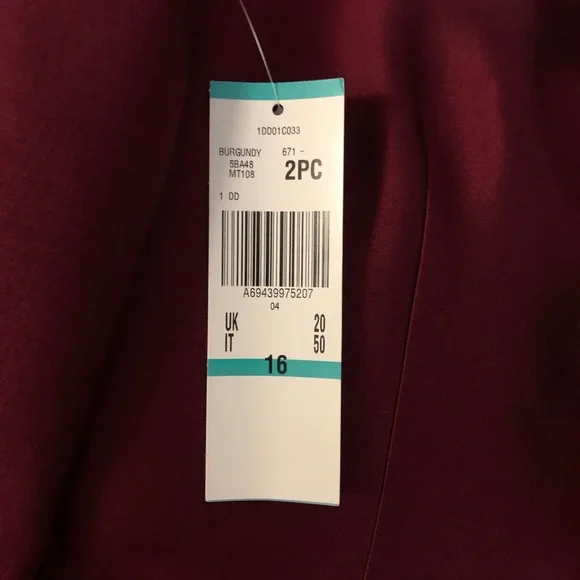 1DD01C033
BURGUNDY 671 -
5BA48 2PC
MT108
1 DD
A69439975207
04
UK 20
IT 50
16